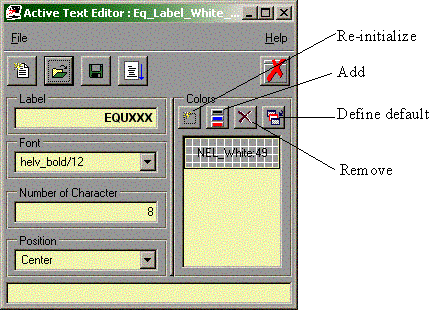 Active Text Editor : Eq_Label_White_...
File Help
Re-initialize
Add
Label
Colors
EQUXXX
Define default
Font
helv_bold/12
NEL_White:49
Remove
Number of Character
8
Position
Center